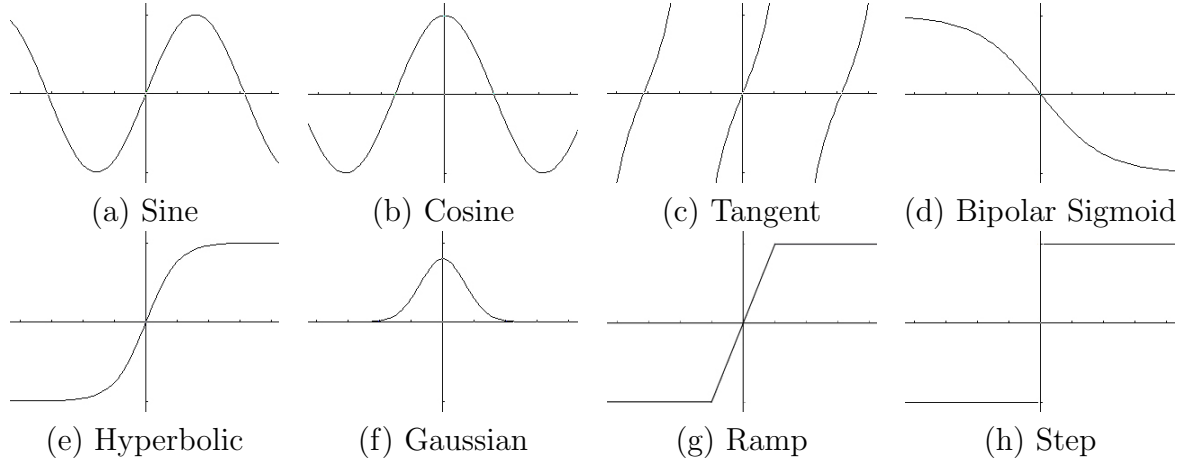 (a) Sine (b) Cosine (c) Tangent (d) Bipolar Sigmoid
(e) Hyperbolic (f) Gaussian (g) Ramp (h) Step